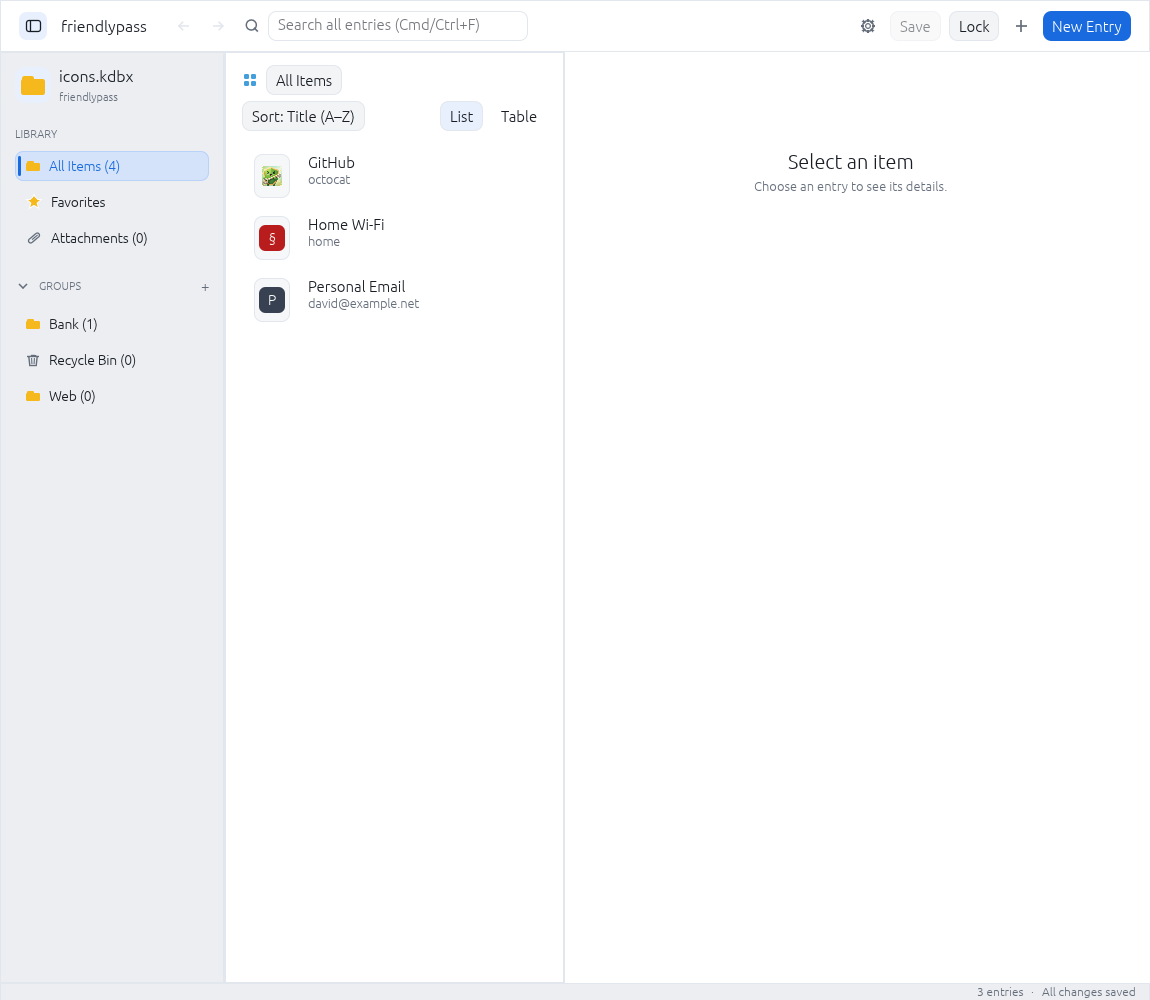 friendlypass
Search all entries (Cmd/Ctrl+F)
Save
Lock
New Entry
icons.kdbx
friendlypass
LIBRARY
All Items (4)
Favorites
Attachments (0)
GROUPS
Bank (1)
Recycle Bin (0)
Web (0)
All Items
Sort: Title (A–Z)
List
Table
GitHub
octocat
§
Home Wi-Fi
home
P
Personal Email
david@example.net
Select an item
Choose an entry to see its details.
3 entries · All changes saved